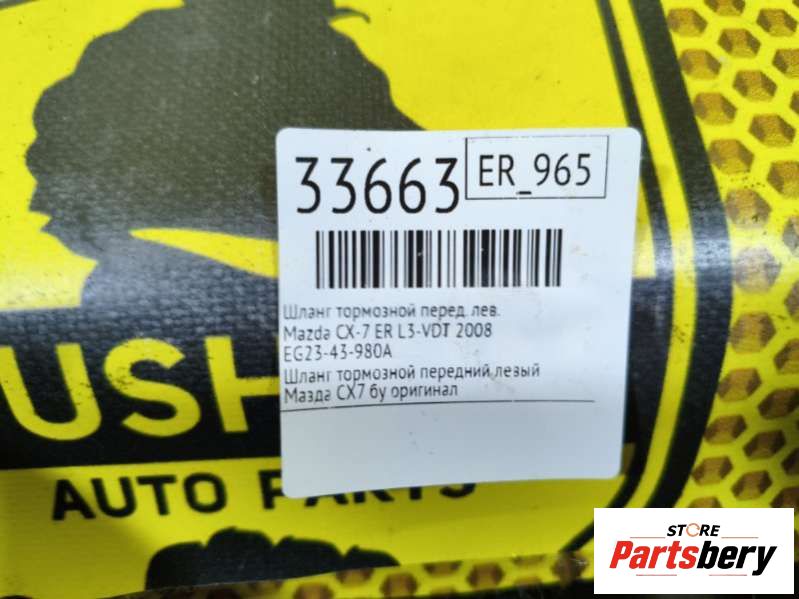 33663
ER_965
Шланг тормозной перед. лев.
Mazda CX-7 ER L3-VDT 2008
EG23-43-980A
Шланг тормозной передний левый
Мазда СХ7 бу оригинал
USH
AUTO PARTS
STORE
Partsbery